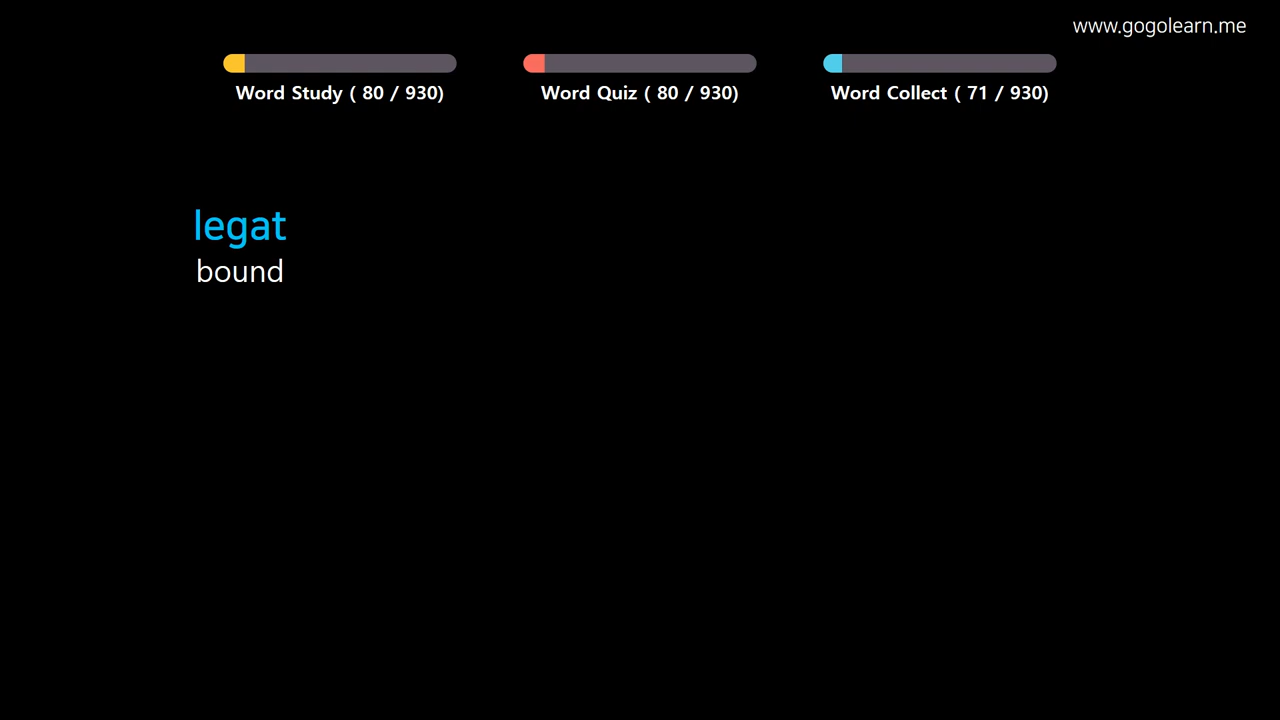 www.gogolearn.me
Word Study ( 80 / 930)
Word Quiz ( 80 / 930)
Word Collect ( 71 / 930)
legat
bound